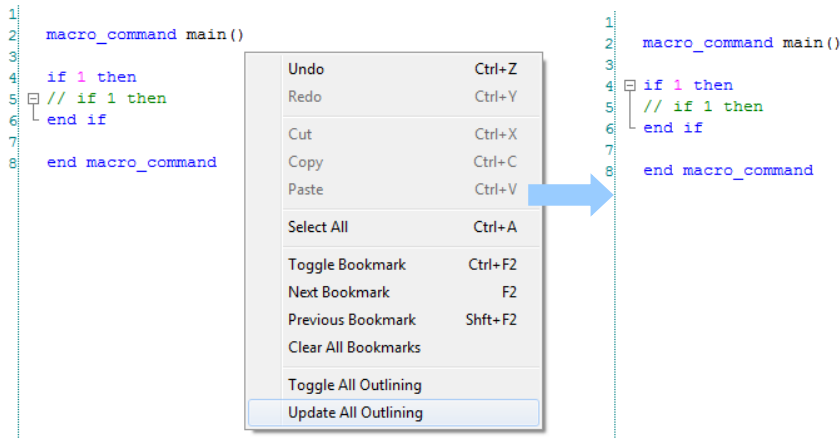 1
2 macro_command main()
3
4 if 1 then
5 // if 1 then
6 end if
7
8 end macro_command
Undo Ctrl+Z
Redo Ctrl+Y
Cut Ctrl+X
Copy Ctrl+C
Paste Ctrl+V
Select All Ctrl+A
Toggle Bookmark Ctrl+F2
Next Bookmark F2
Previous Bookmark Shft+F2
Clear All Bookmarks
Toggle All Outlining
Update All Outlining
1
2 macro_command main()
3
4 if 1 then
5 // if 1 then
6 end if
7
8 end macro_command